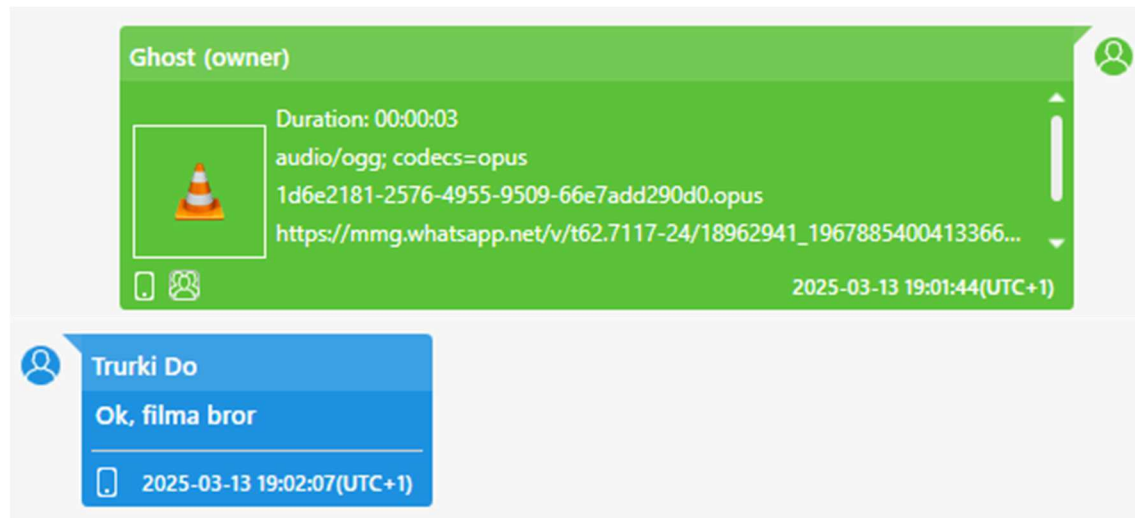 Ghost (owner)
Duration: 00:00:03
audio/ogg; codecs=opus
1d6e2181-2576-4955-9509-66e7add290d0.opus
https://mmg.whatsapp.net/v/t62.7117-24/18962941_1967885400413366...
2025-03-13 19:01:44(UTC+1)
Trurki Do
Ok, filma bror
2025-03-13 19:02:07(UTC+1)